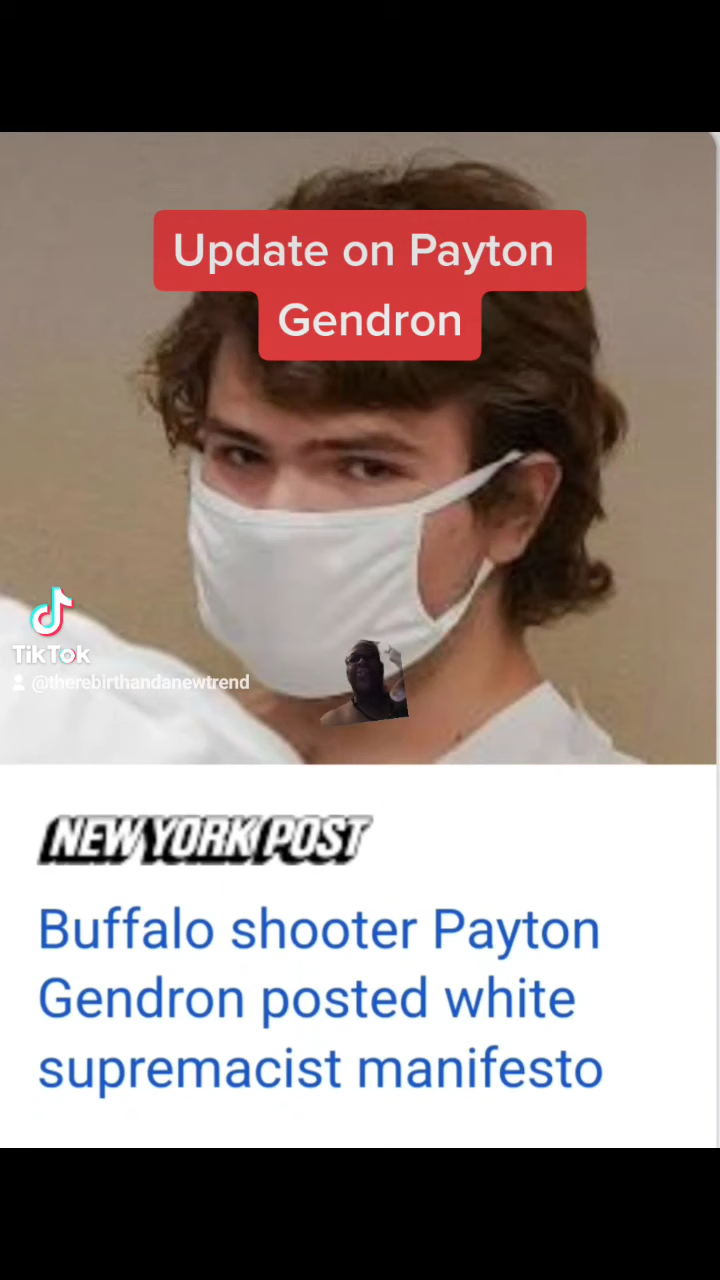 Update on Payton
Gendron
TikTok
@therebirthandanewtrend
NEW YORK POST
Buffalo shooter Payton
Gendron posted white
supremacist manifesto